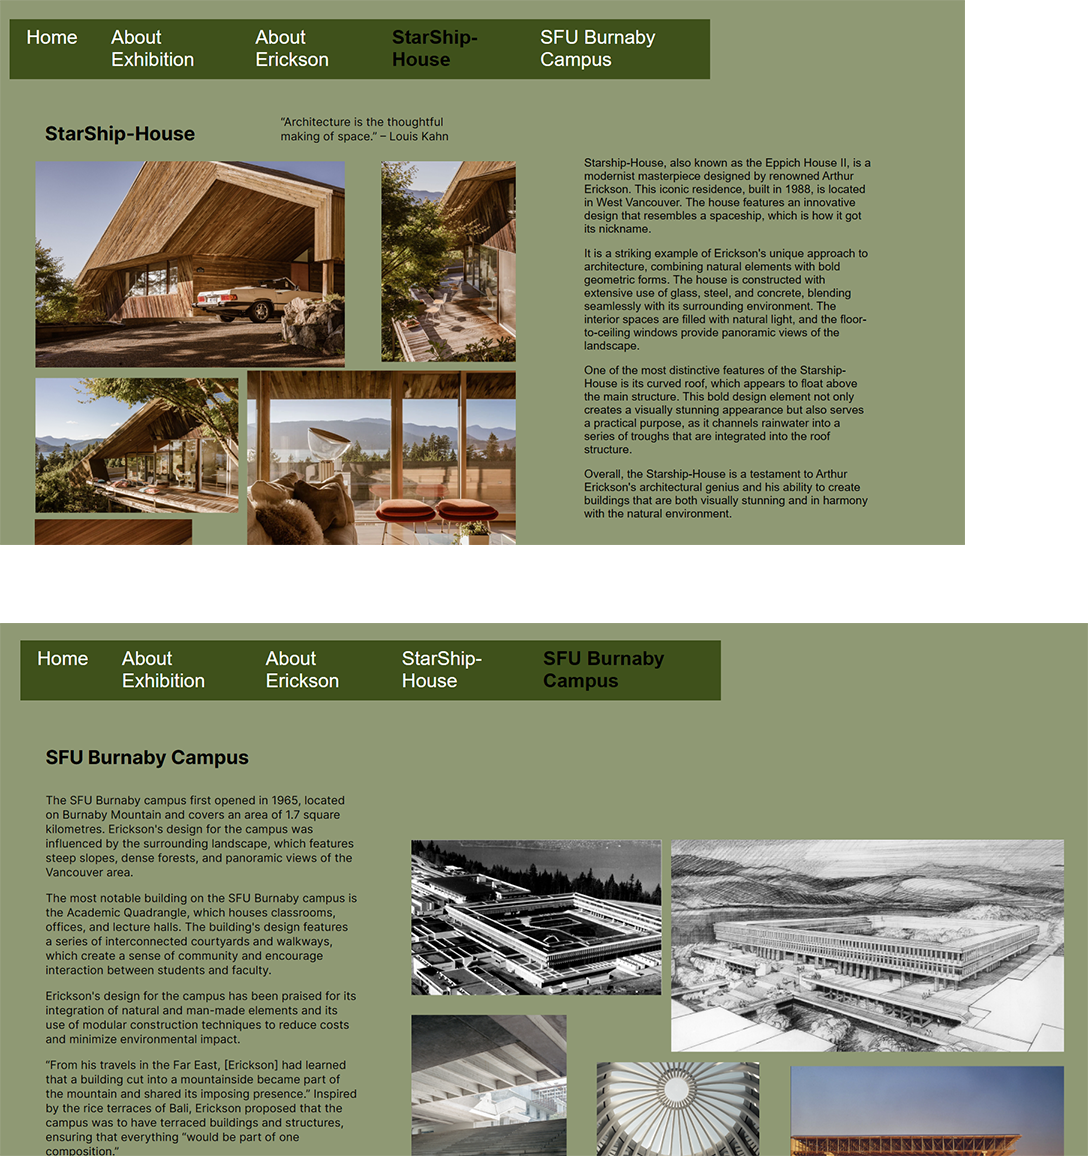 Home
About
Exhibition
About
Erickson
StarShip-
House
SFU Burnaby
Campus
StarShip-House
“Architecture is the thoughtful
making of space.” – Louis Kahn
Starship-House, also known as the Eppich House II, is a
modernist masterpiece designed by renowned Arthur
Erickson. This iconic residence, built in 1988, is located
in West Vancouver. The house features an innovative
design that resembles a spaceship, which is how it got
its nickname.
It is a striking example of Erickson's unique approach to
architecture, combining natural elements with bold
geometric forms. The house is constructed with
extensive use of glass, steel, and concrete, blending
seamlessly with its surrounding environment. The
interior spaces are filled with natural light, and the floor-
to-ceiling windows provide panoramic views of the
landscape.
One of the most distinctive features of the Starship-
House is its curved roof, which appears to float above
the main structure. This bold design element not only
creates a visually stunning appearance but also serves
a practical purpose, as it channels rainwater into a
series of troughs that are integrated into the roof
structure.
Overall, the Starship-House is a testament to Arthur
Erickson's architectural genius and his ability to create
buildings that are both visually stunning and in harmony
with the natural environment.
Home
About
Exhibition
About
Erickson
StarShip-
House
SFU Burnaby
Campus
SFU Burnaby Campus
The SFU Burnaby campus first opened in 1965, located
on Burnaby Mountain and covers an area of 1.7 square
kilometres. Erickson's design for the campus was
influenced by the surrounding landscape, which features
steep slopes, dense forests, and panoramic views of the
Vancouver area.
The most notable building on the SFU Burnaby campus is
the Academic Quadrangle, which houses classrooms,
offices, and lecture halls. The building's design features
a series of interconnected courtyards and walkways,
which create a sense of community and encourage
interaction between students and faculty.
Erickson's design for the campus has been praised for its
integration of natural and man-made elements and its
use of modular construction techniques to reduce costs
and minimize environmental impact.
“From his travels in the Far East, [Erickson] had learned
that a building cut into a mountainside became part of
the mountain and shared its imposing presence.” Inspired
by the rice terraces of Bali, Erickson proposed that the
campus was to have terraced buildings and structures,
ensuring that everything “would be part of one
composition.”